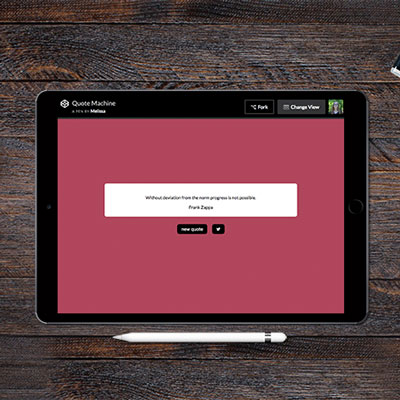 Quote Machine
A PEN BY Melissa
Fork
Change View
Without deviation from the norm progress is not possible.
Frank Zappa
new quote